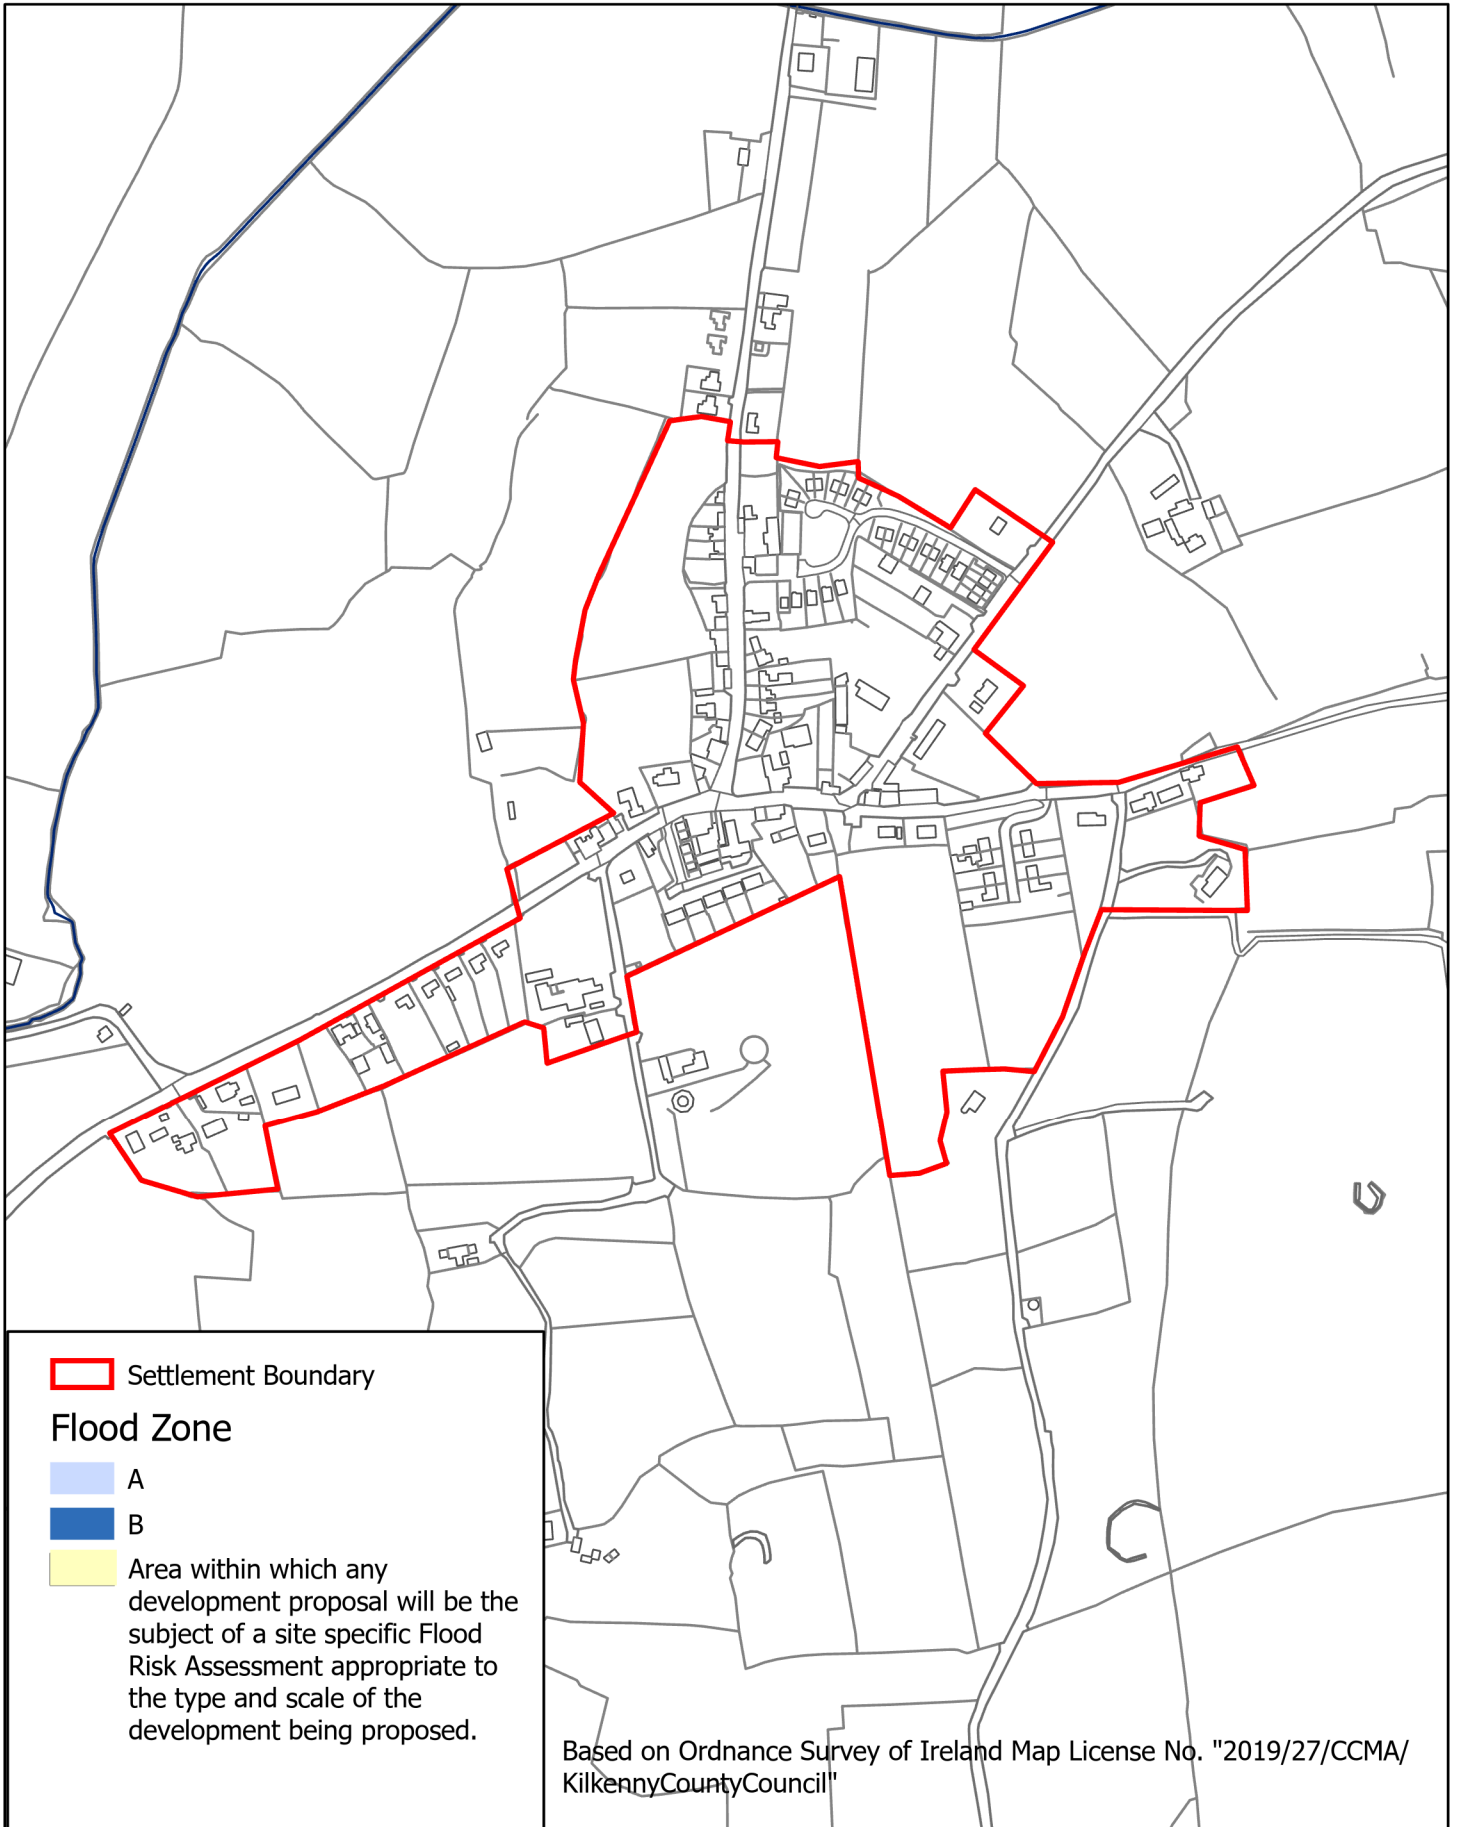 Settlement Boundary
Flood Zone
A
B
Area within which any
development proposal will be the
subject of a site specific Flood
Risk Assessment appropriate to
the type and scale of the
development being proposed.
Based on Ordnance Survey of Ireland Map License No. "2019/27/CCMA/
KilkennyCountyCouncil"